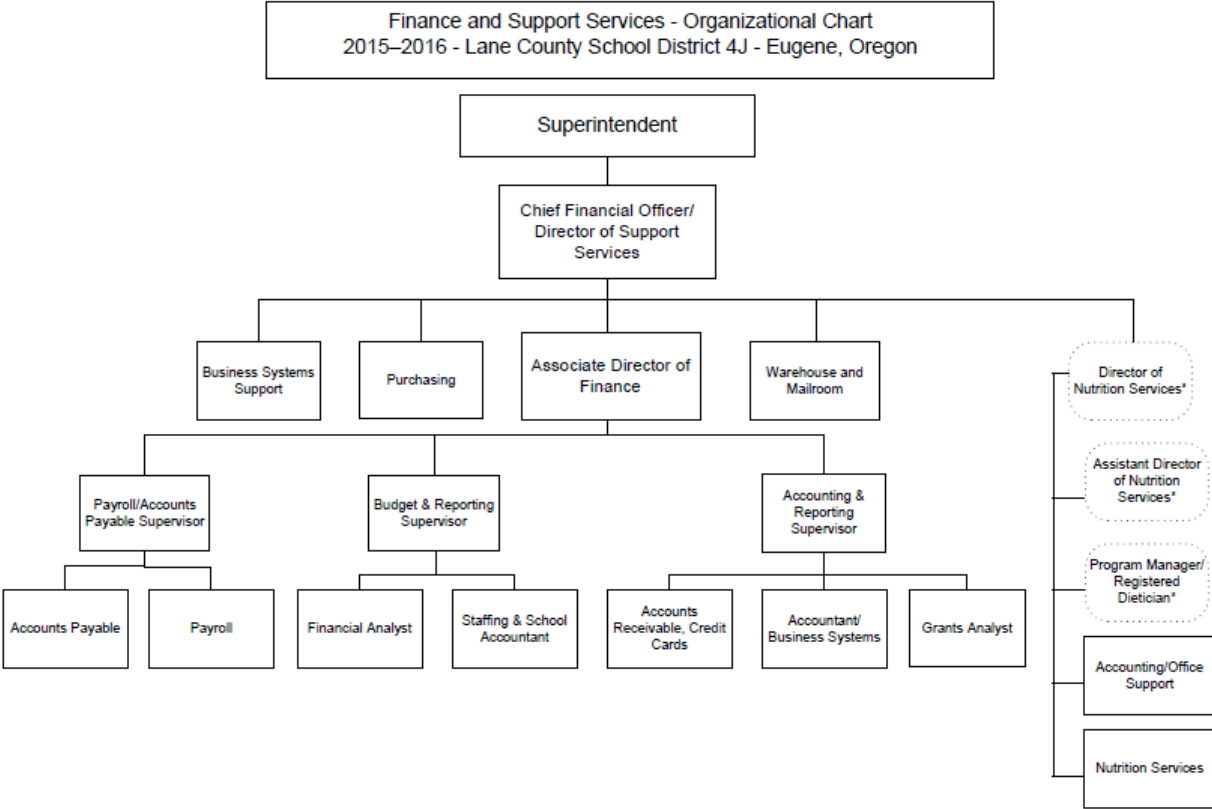 Finance and Support Services - Organizational Chart
2015–2016 - Lane County School District 4J - Eugene, Oregon
Superintendent
Chief Financial Officer/
Director of Support
Services
Business Systems
Support
Purchasing
Associate Director of
Finance
Warehouse and
Mailroom
Director of
Nutrition Services*
Payroll/Accounts
Payable Supervisor
Budget & Reporting
Supervisor
Accounting &
Reporting
Supervisor
Assistant Director
of Nutrition
Services*
Program Manager/
Registered
Dietician*
Accounts Payable
Payroll
Financial Analyst
Staffing & School
Accountant
Accounts
Receivable, Credit
Cards
Accountant/
Business Systems
Grants Analyst
Accounting/Office
Support
Nutrition Services